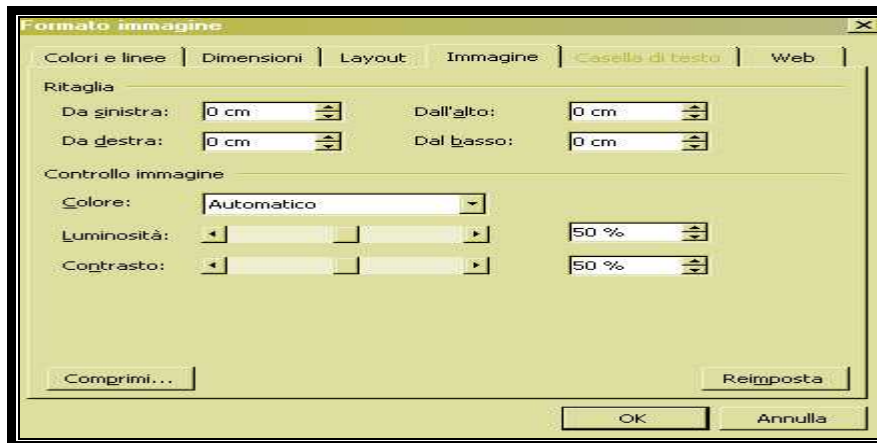 Formato immagine
Colori e linee Dimensioni Layout Immagine Casella di testo Web
Ritaglia
Da sinistra: 0 cm Dall'alto: 0 cm
Da destra: 0 cm Dal basso: 0 cm
Controllo immagine
Colore: Automatico
Luminosità: 50 %
Contrasto: 50 %
Comprimi... Reimposta
OK Annulla